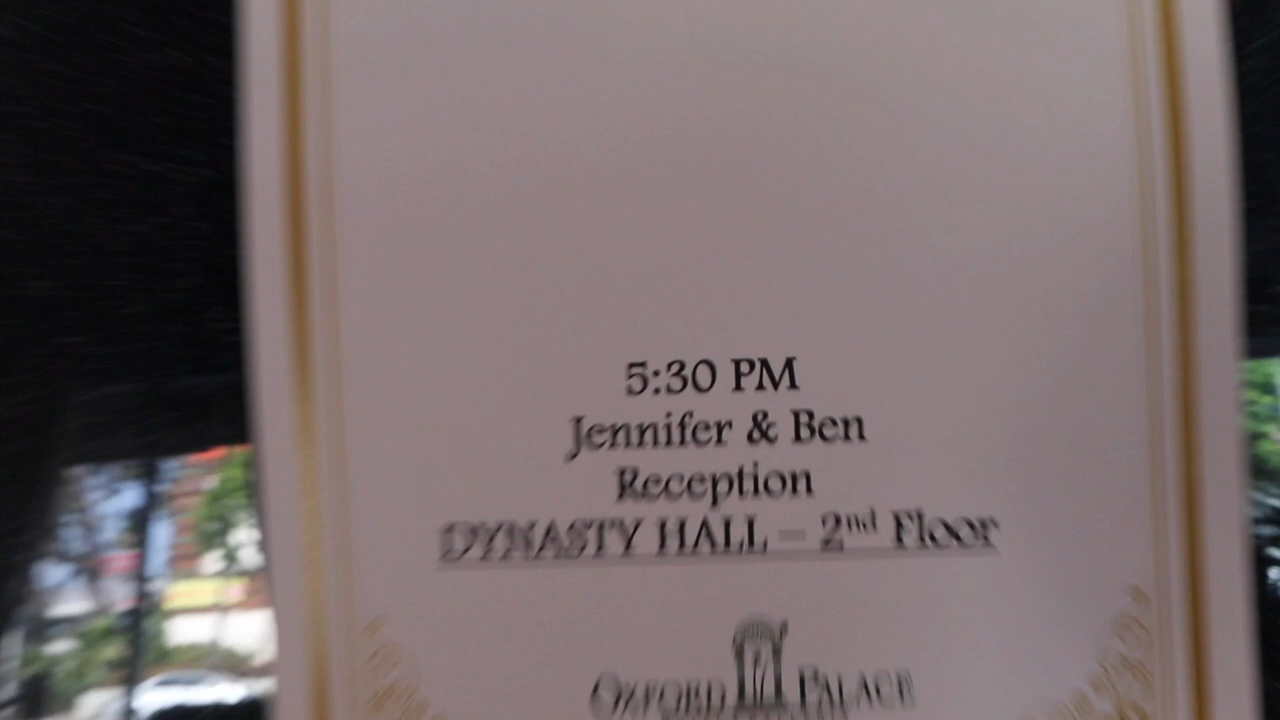 5:30 PM
Jennifer & Ben
Reception
DYNASTY HALL – 2nd Floor
OXFORD PALACE